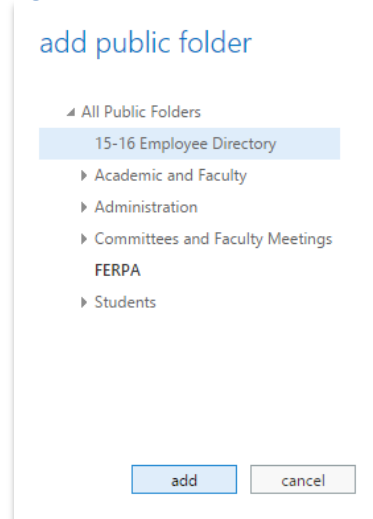 add public folder
All Public Folders
15-16 Employee Directory
Academic and Faculty
Administration
Committees and Faculty Meetings
FERPA
Students
add cancel